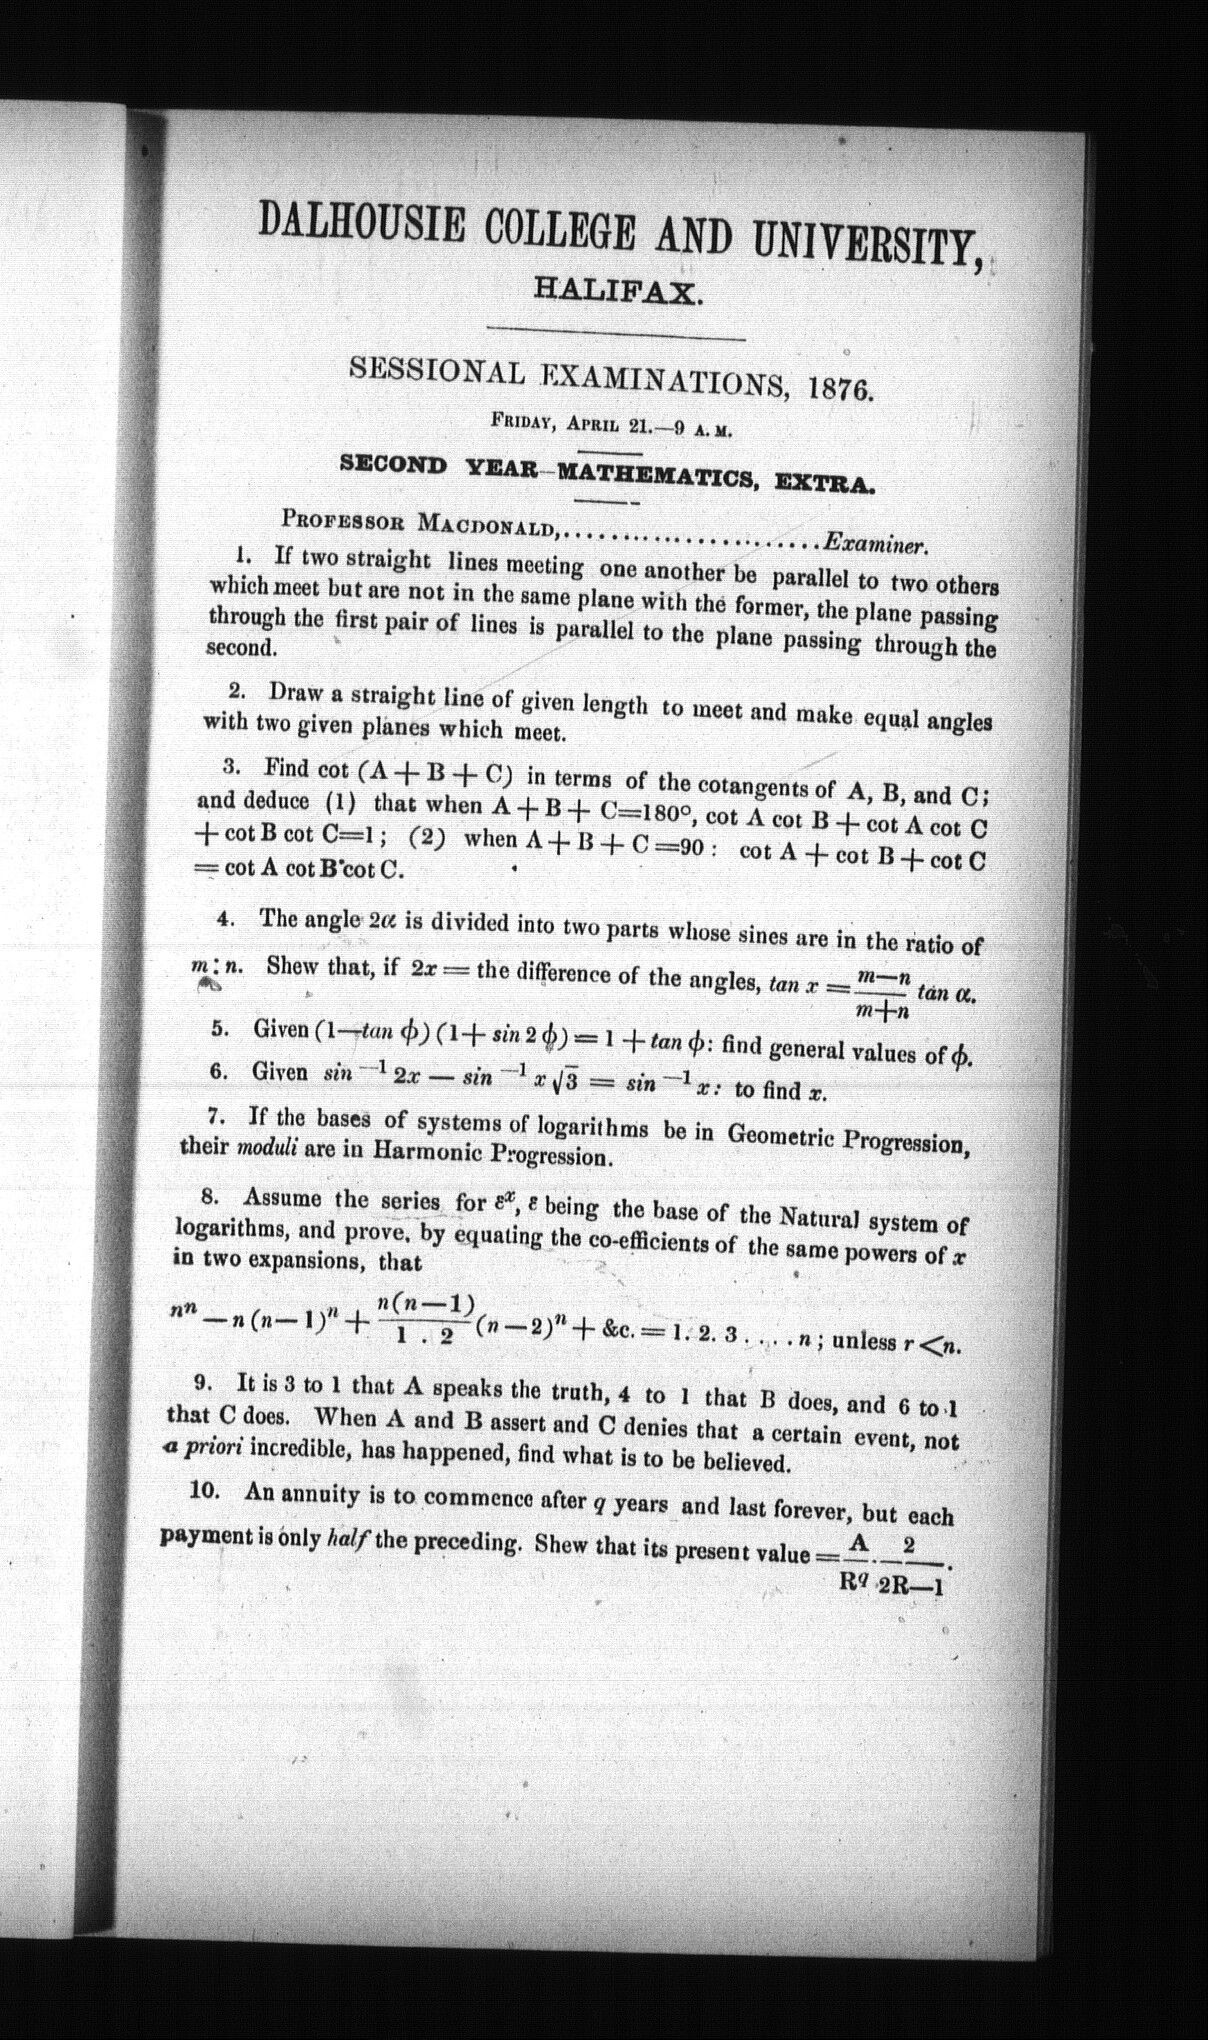 DALHOUSIE COLLEGE AND UNIVERSITY,
HALIFAX.
SESSIONAL EXAMINATIONS, 1876.
FRIDAY, APRIL 21.—9 A. M.
SECOND YEAR—MATHEMATICS, EXTRA.
PROFESSOR MACDONALD,........................Examiner.
1. If two straight lines meeting one another be parallel to two others
which meet but are not in the same plane with the former, the plane passing
through the first pair of lines is parallel to the plane passing through the
second.
2. Draw a straight line of given length to meet and make equal angles
with two given planes which meet.
3. Find cot (A + B + C) in terms of the cotangents of A, B, and C;
and deduce (1) that when A + B + C=180°, cot A cot B + cot A cot C
+ cot B cot C=1; (2) when A + B + C =90 : cot A + cot B + cot C
= cot A cot B cot C.
4. The angle 2α is divided into two parts whose sines are in the ratio of
m : n. Shew that, if 2x = the difference of the angles, tan x = (m—n)/(m+n) tan α.
5. Given (1—tan ϕ) (1+ sin 2 ϕ) = 1 + tan ϕ: find general values of ϕ.
6. Given sin ⁻¹ 2x — sin ⁻¹ x √3 = sin ⁻¹ x: to find x.
7. If the bases of systems of logarithms be in Geometric Progression,
their moduli are in Harmonic Progression.
8. Assume the series for εˣ, ε being the base of the Natural system of
logarithms, and prove, by equating the co-efficients of the same powers of x
in two expansions, that
nⁿ — n (n—1)ⁿ + n(n—1)/1 . 2 (n—2)ⁿ + &c. = 1. 2. 3 . . . . n ; unless r < n.
9. It is 3 to 1 that A speaks the truth, 4 to 1 that B does, and 6 to 1
that C does. When A and B assert and C denies that a certain event, not
a priori incredible, has happened, find what is to be believed.
10. An annuity is to commence after q years and last forever, but each
payment is only half the preceding. Shew that its present value = A/R^q . 2/2R—1.